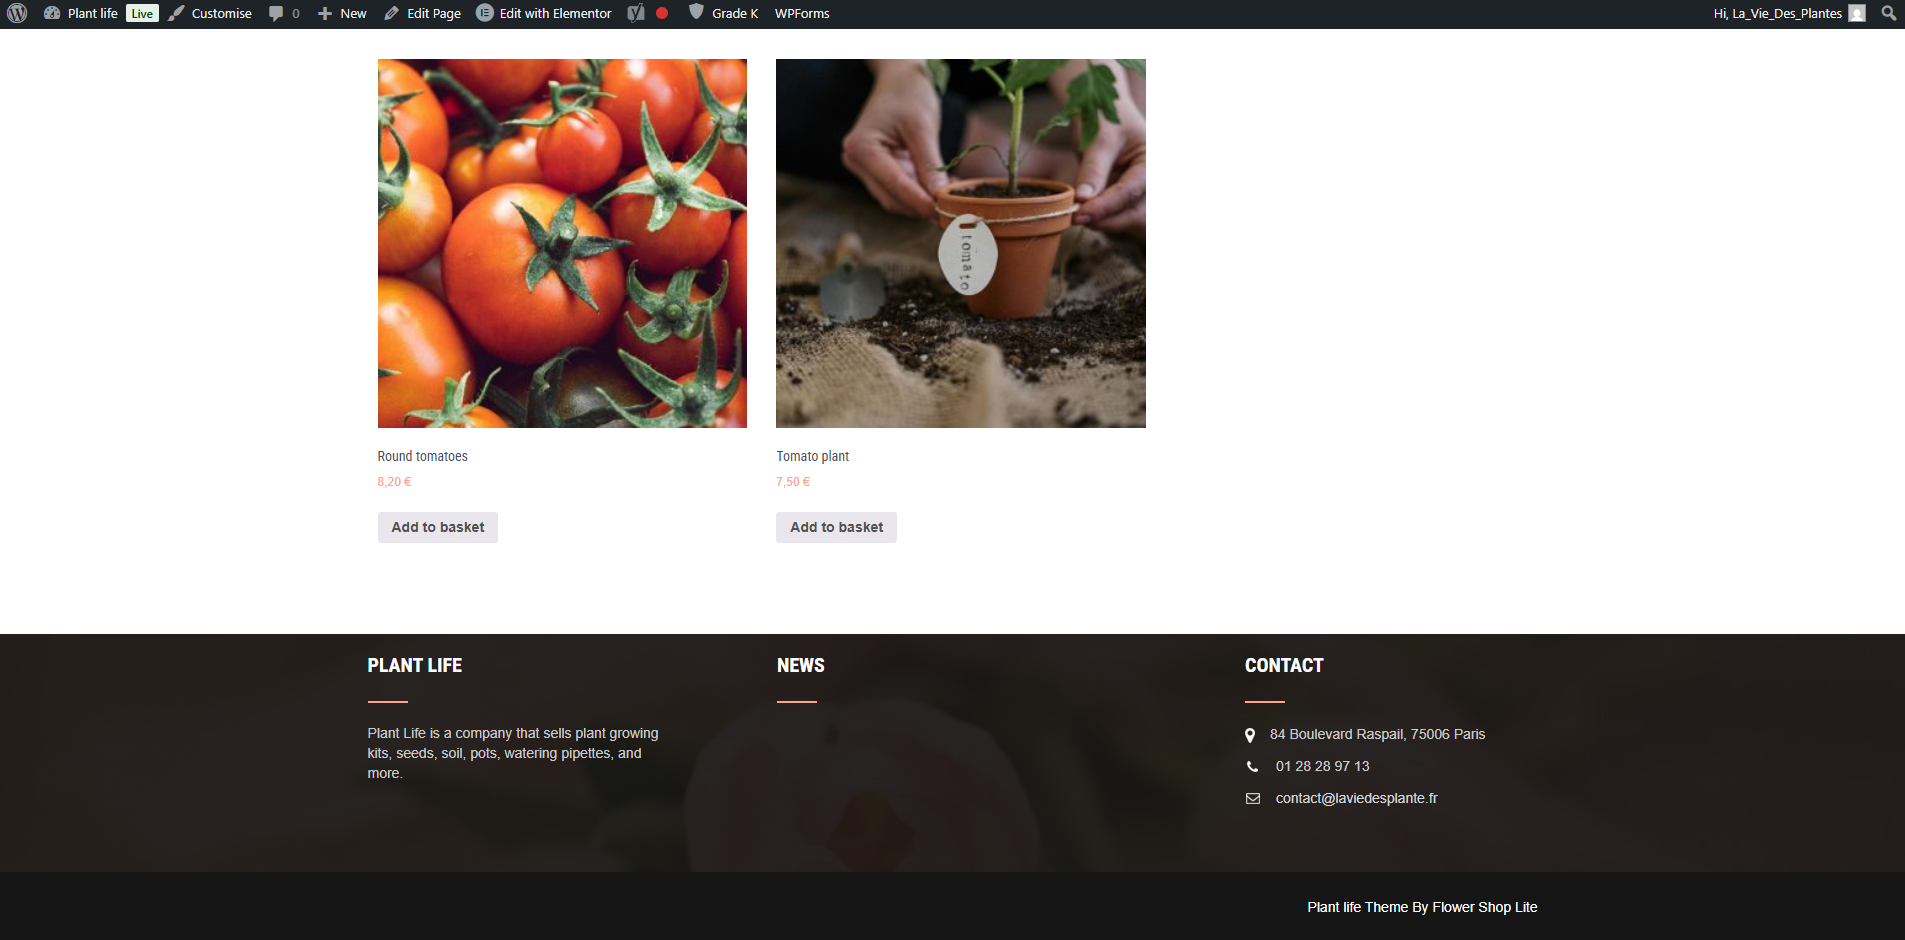 Plant life Live Customise 0 New Edit Page Edit with Elementor Grade K WPForms Hi, La_Vie_Des_Plantes
tomato
Round tomatoes
8,20 €
Add to basket
Tomato plant
7,50 €
Add to basket
PLANT LIFE
Plant Life is a company that sells plant growing
kits, seeds, soil, pots, watering pipettes, and
more.
NEWS
CONTACT
84 Boulevard Raspail, 75006 Paris
01 28 28 97 13
contact@laviedesplante.fr
Plant life Theme By Flower Shop Lite